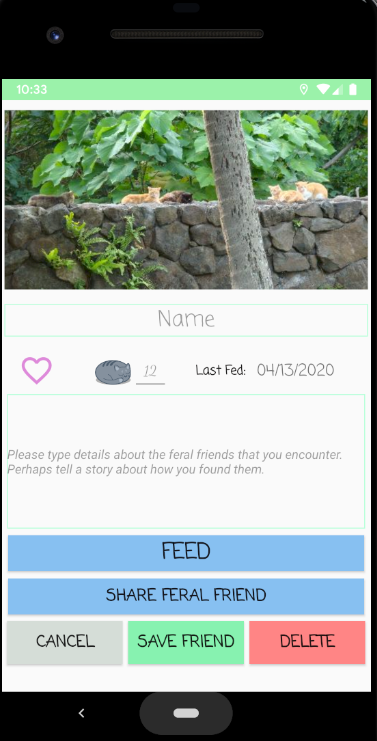 10:33
Name
12 Last Fed: 04/13/2020
Please type details about the feral friends that you encounter.
Perhaps tell a story about how you found them.
FEED
SHARE FERAL FRIEND
CANCEL SAVE FRIEND DELETE